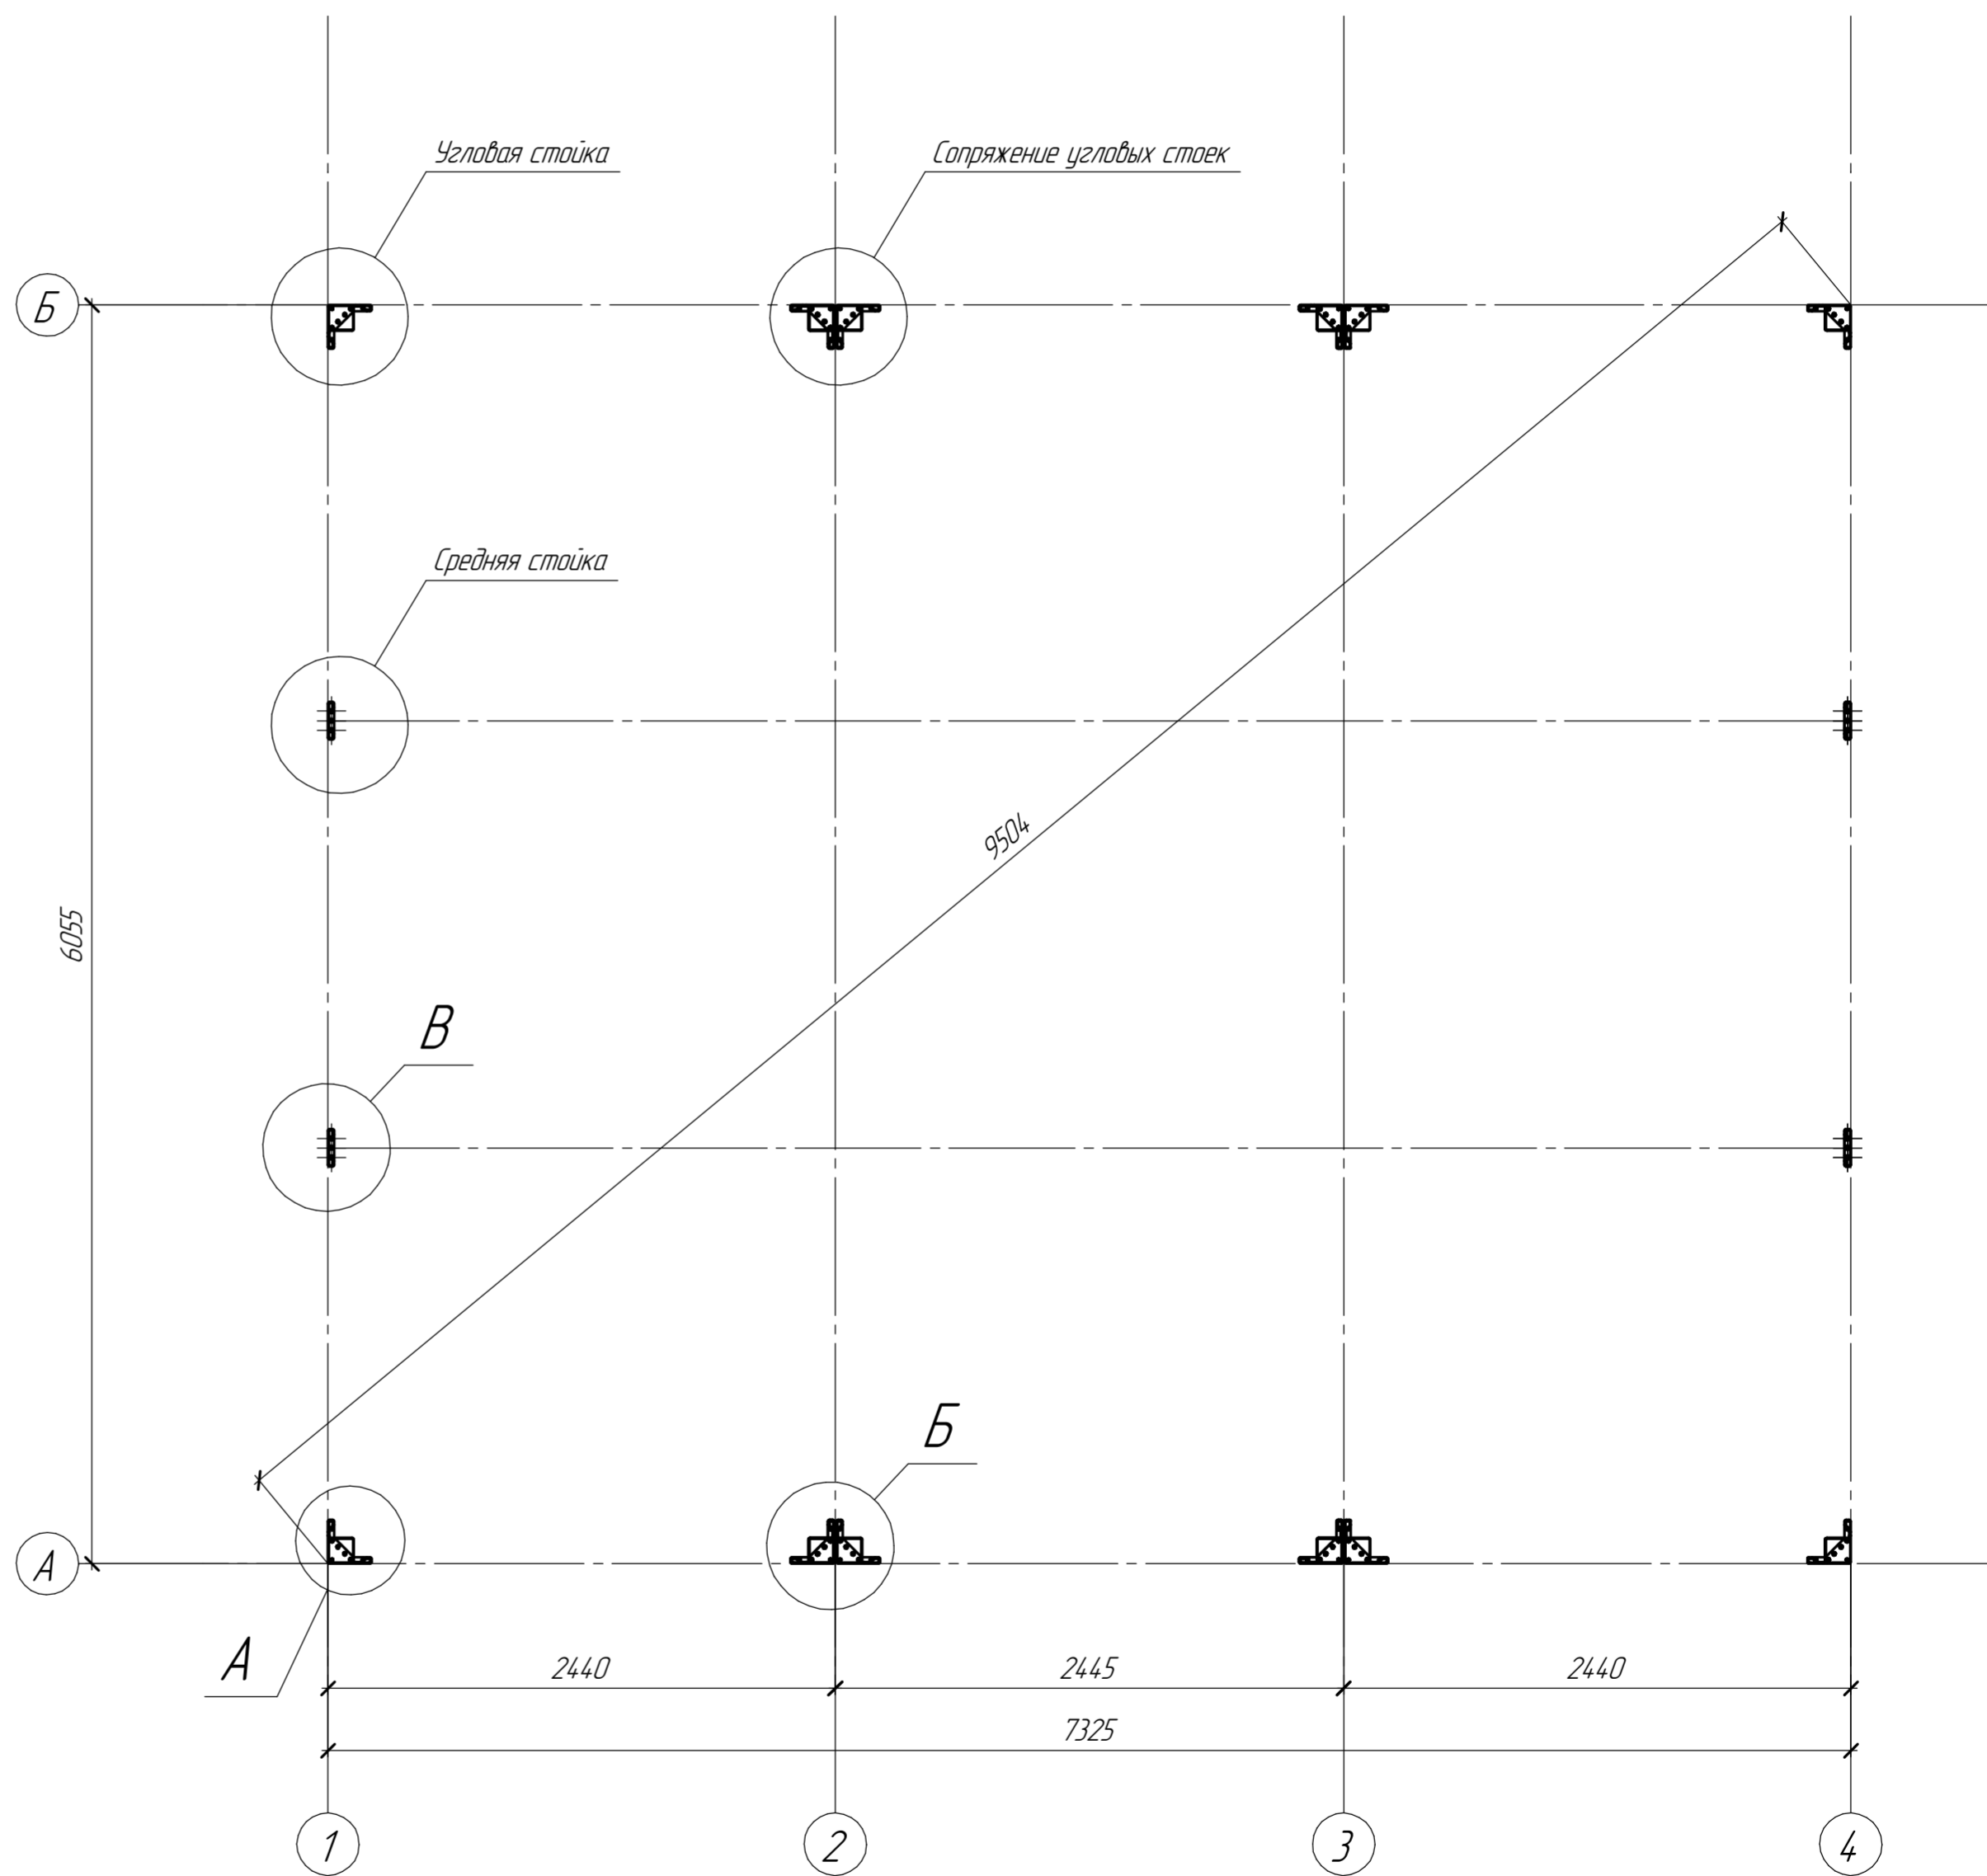 Угловая стойка
Сопряжение угловых стоек
Б
Средняя стойка
9504
6055
В
Б
А
А
2440
2445
2440
7325
1
2
3
4